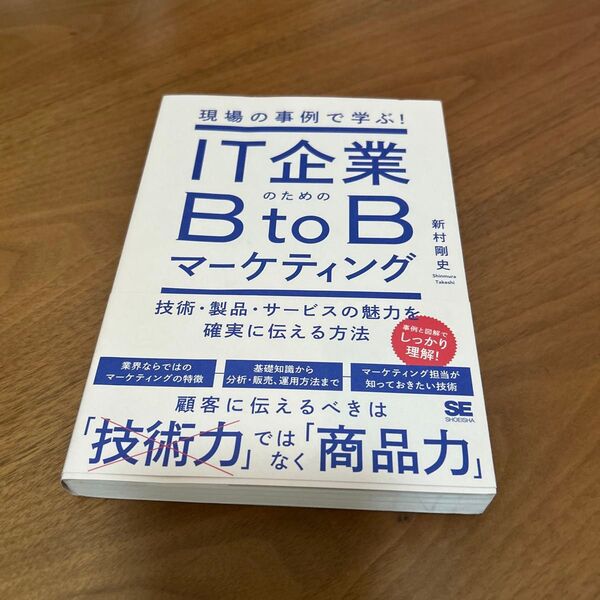 現場の事例で学ぶ!
IT企業
のための
BtoB
マーケティング
新村剛史
Shinmura
Takashi
技術・製品・サービスの魅力を
確実に伝える方法
事例と図解で
しっかり
理解!
業界ならではの
マーケティングの特徴
基礎知識から
分析・販売、運用方法まで
マーケティング担当が
知っておきたい技術
顧客に伝えるべきは
「技術力」ではなく「商品力」
SE
SHOEISHA